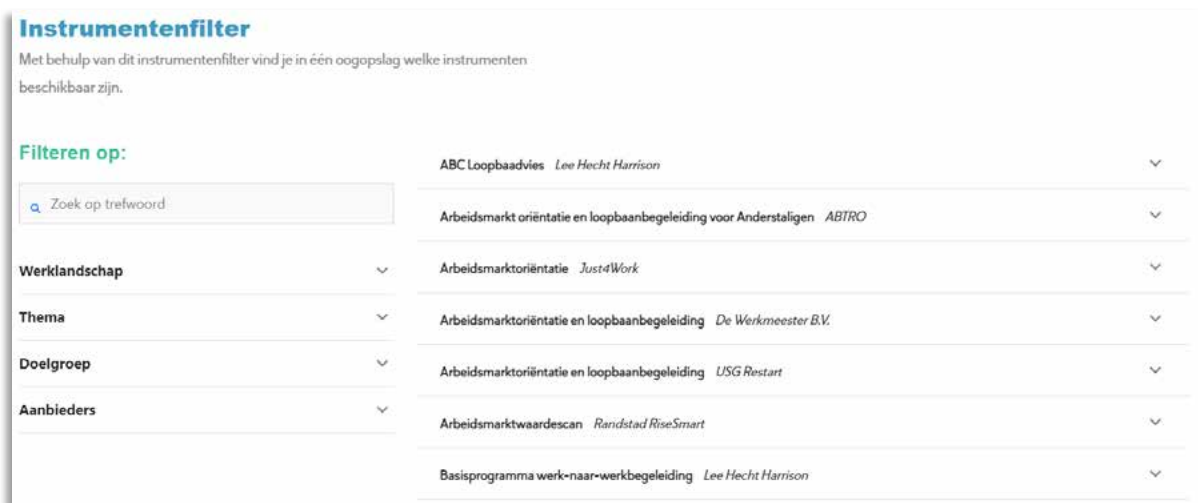 Instrumentenfilter
Met behulp van dit instrumentenfilter vind je in één oogopslag welke instrumenten
beschikbaar zijn.
Filteren op:
Zoek op trefwoord
Werklandschap
Thema
Doelgroep
Aanbieders
ABC Loopbaadvies Lee Hecht Harrison
Arbeidsmarkt oriëntatie en loopbaanbegeleiding voor Anderstaligen ABTRO
Arbeidsmarktoriëntatie Just4Work
Arbeidsmarktoriëntatie en loopbaanbegeleiding De Werkmeester B.V.
Arbeidsmarktoriëntatie en loopbaanbegeleiding USG Restart
Arbeidsmarktwaardescan Randstad RiseSmart
Basisprogramma werk-naar-werkbegeleiding Lee Hecht Harrison